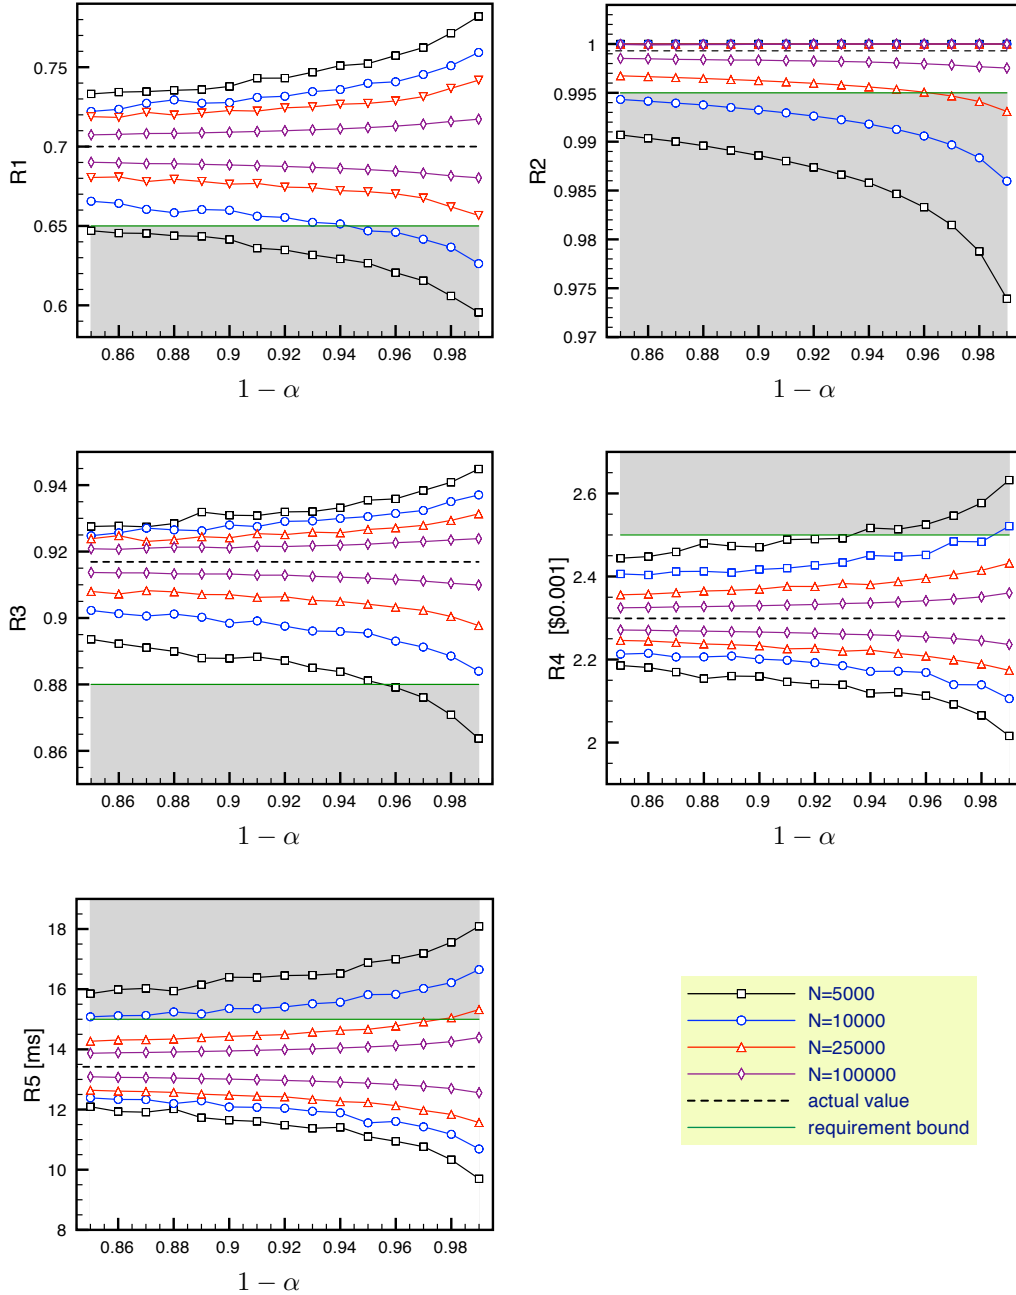 0.75
0.7
0.65
0.6
R1
0.86 0.88 0.9 0.92 0.94 0.96 0.98
1 − α
1
0.995
0.99
0.985
0.98
0.975
0.97
R2
0.86 0.88 0.9 0.92 0.94 0.96 0.98
1 − α
0.94
0.92
0.9
0.88
0.86
R3
0.86 0.88 0.9 0.92 0.94 0.96 0.98
1 − α
2.6
2.4
2.2
2
R4 [$0.001]
0.86 0.88 0.9 0.92 0.94 0.96 0.98
1 − α
18
16
14
12
10
8
R5 [ms]
0.86 0.88 0.9 0.92 0.94 0.96 0.98
1 − α
N=5000
N=10000
N=25000
N=100000
actual value
requirement bound